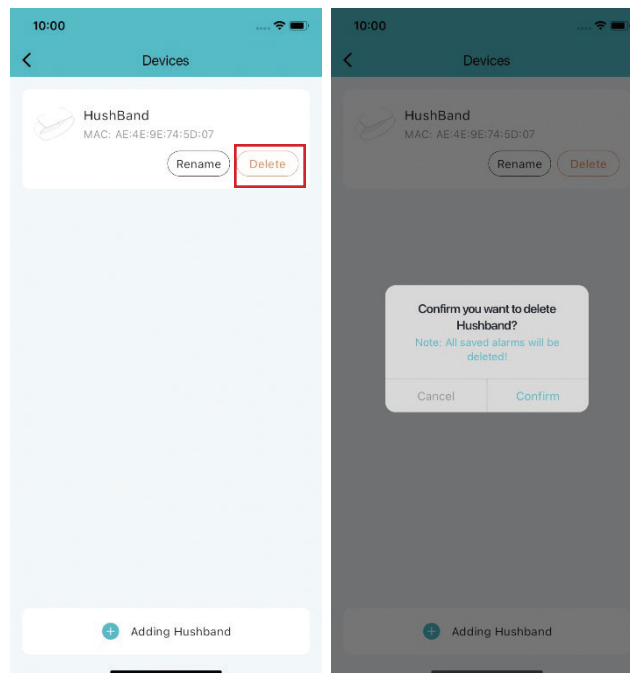 10:00
Devices
HushBand
MAC: AE:4E:9E:74:5D:07
Rename
Delete
Adding Hushband
10:00
Devices
HushBand
MAC: AE:4E:9E:74:5D:07
Rename
Delete
Confirm you want to delete
Hushband?
Note: All saved alarms will be
deleted!
Cancel
Confirm
Adding Hushband